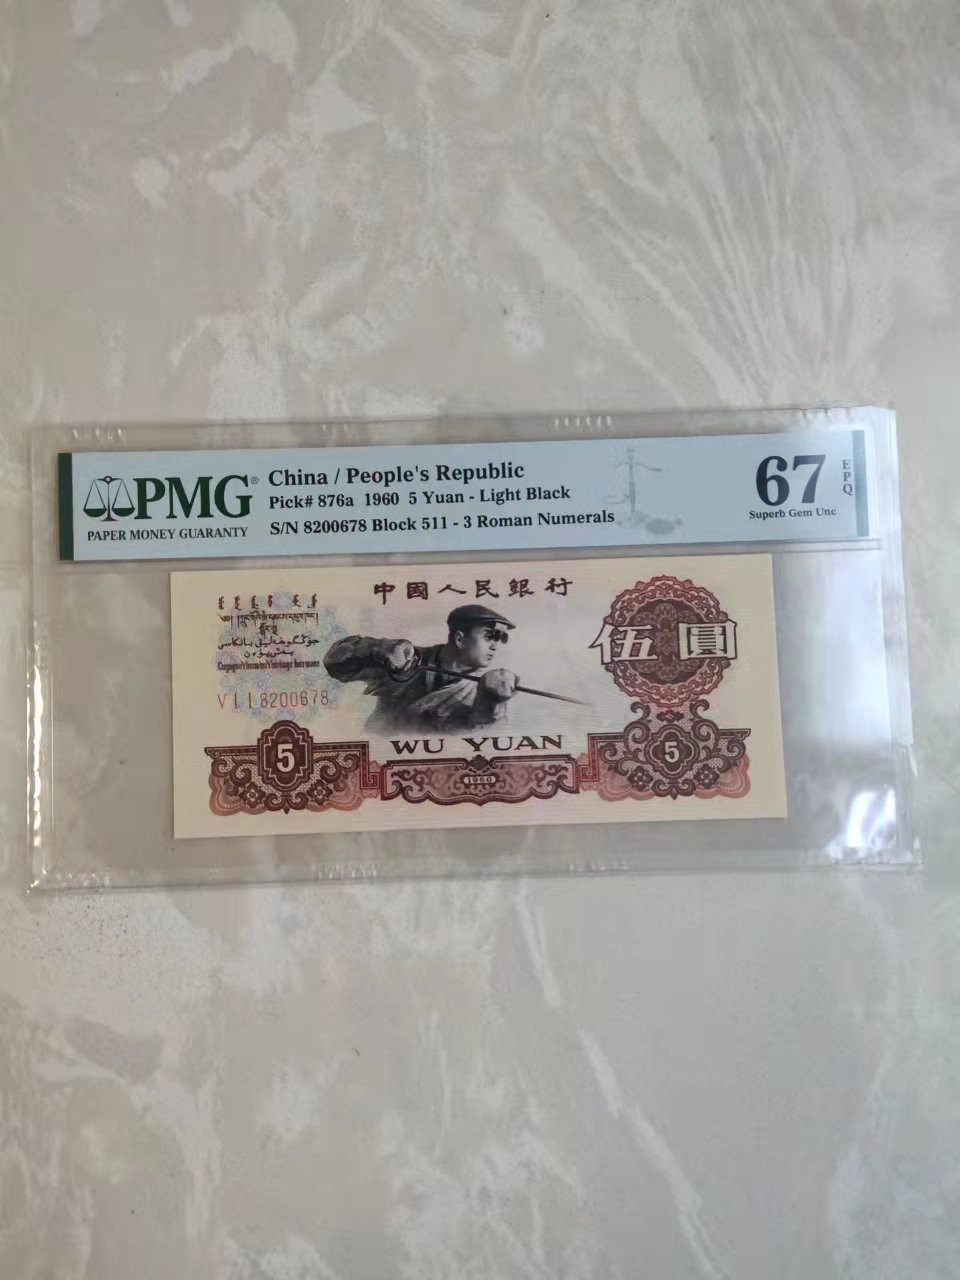 PMG®
PAPER MONEY GUARANTY
China / People's Republic
Pick# 876a 1960 5 Yuan - Light Black
S/N 8200678 Block 511 - 3 Roman Numerals
67
Superb Gem Unc
EPQ
中國人民銀行
伍圓
V I I 8200678
5
WU YUAN
1960
5